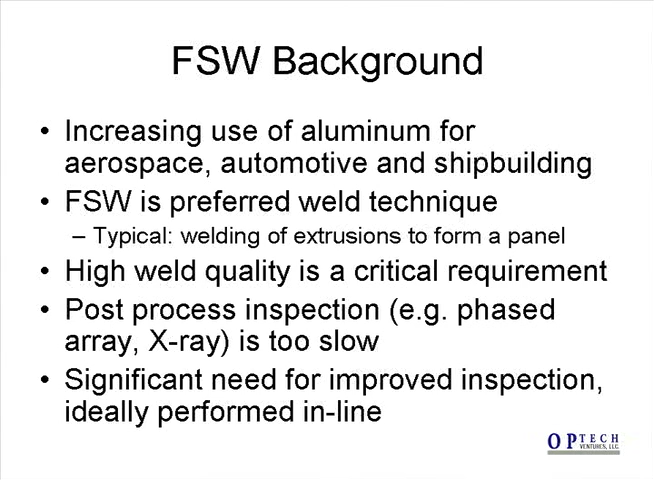 FSW Background
• Increasing use of aluminum for
aerospace, automotive and shipbuilding
• FSW is preferred weld technique
– Typical: welding of extrusions to form a panel
• High weld quality is a critical requirement
• Post process inspection (e.g. phased
array, X-ray) is too slow
• Significant need for improved inspection,
ideally performed in-line
OPTECH
VENTURES, LLC.